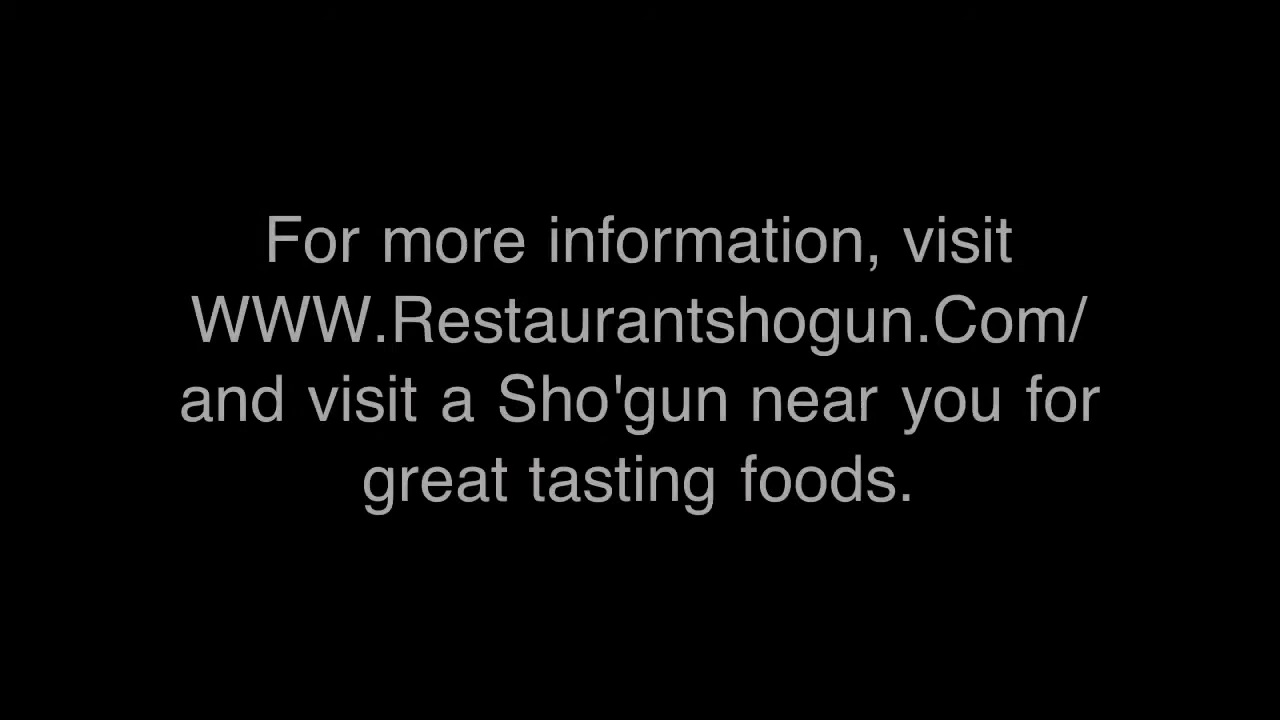 For more information, visit
WWW.Restaurantshogun.Com/
and visit a Sho'gun near you for
great tasting foods.